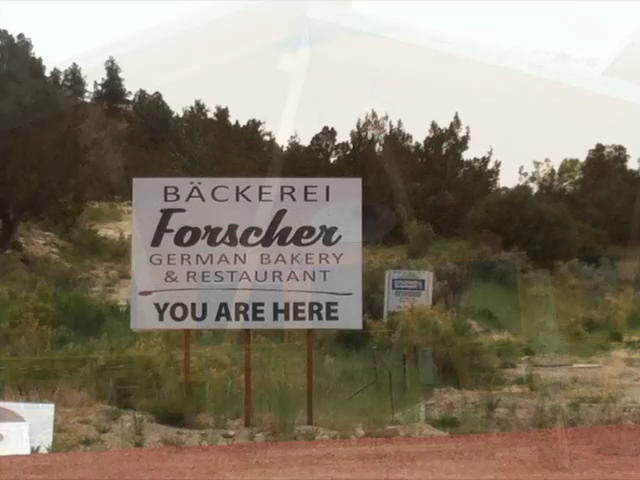 BÄCKEREI
Forscher
GERMAN BAKERY
& RESTAURANT
YOU ARE HERE